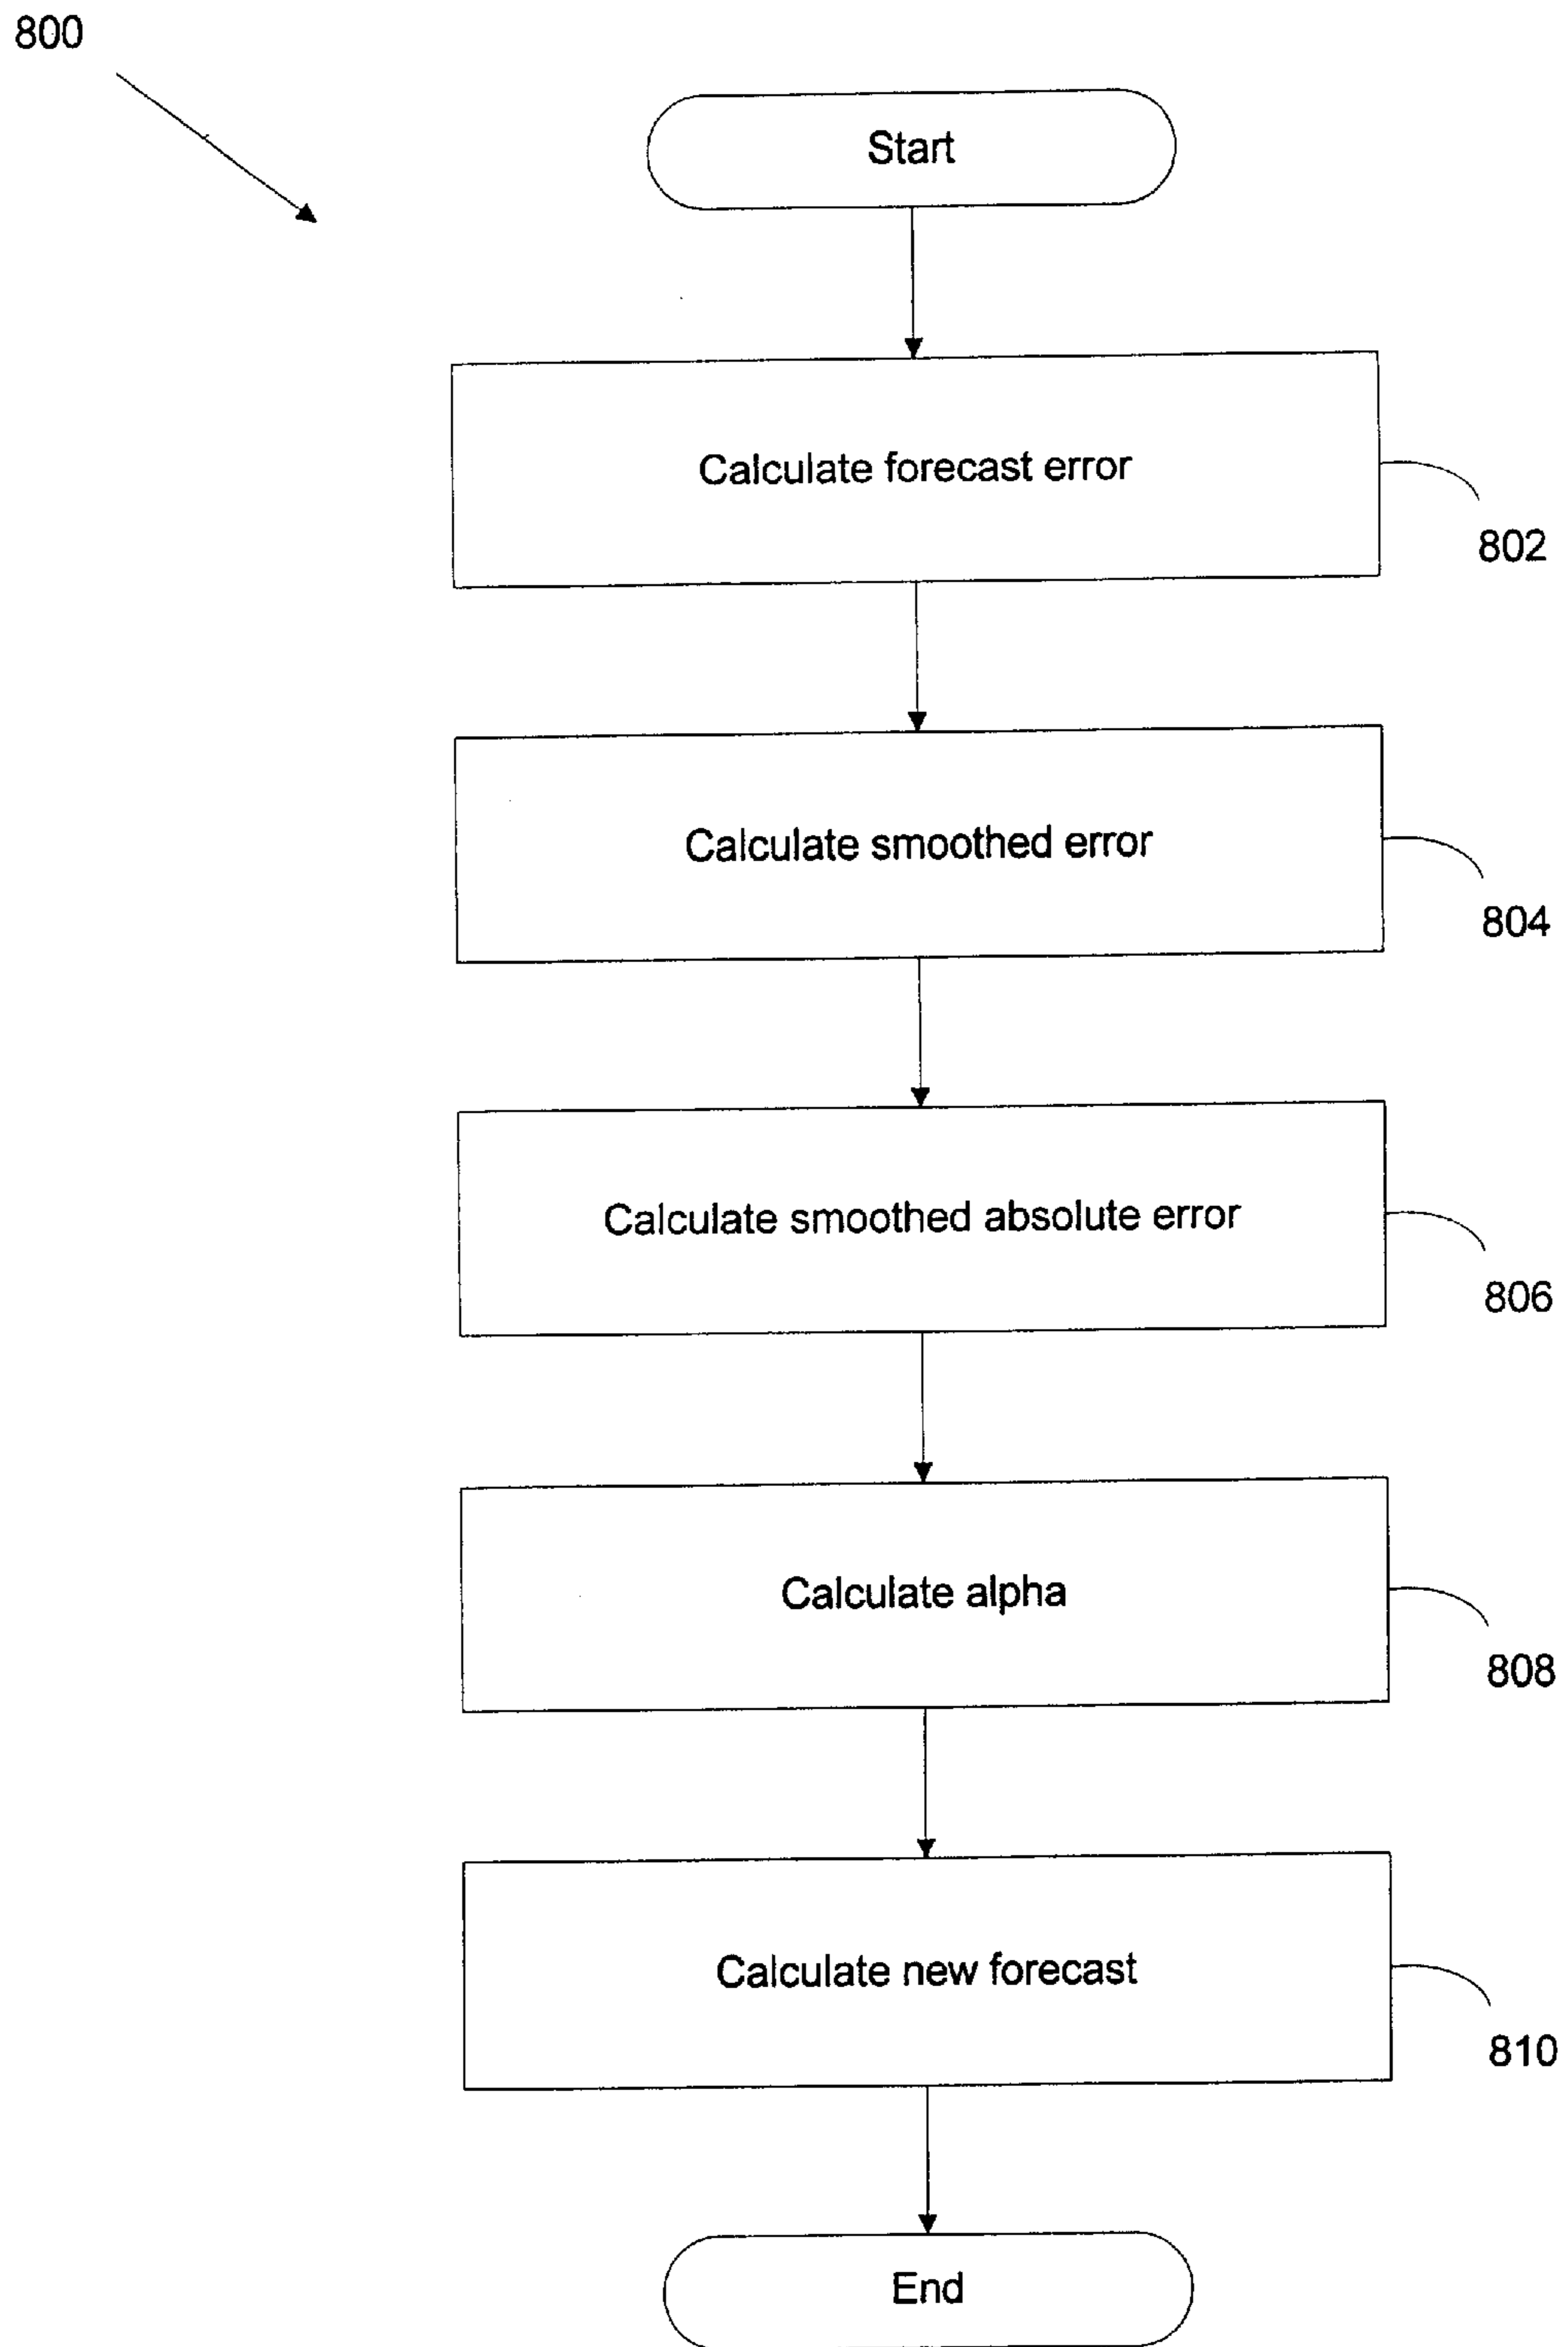 800
Start
Calculate forecast error
802
Calculate smoothed error
804
Calculate smoothed absolute error
806
Calculate alpha
808
Calculate new forecast
810
End